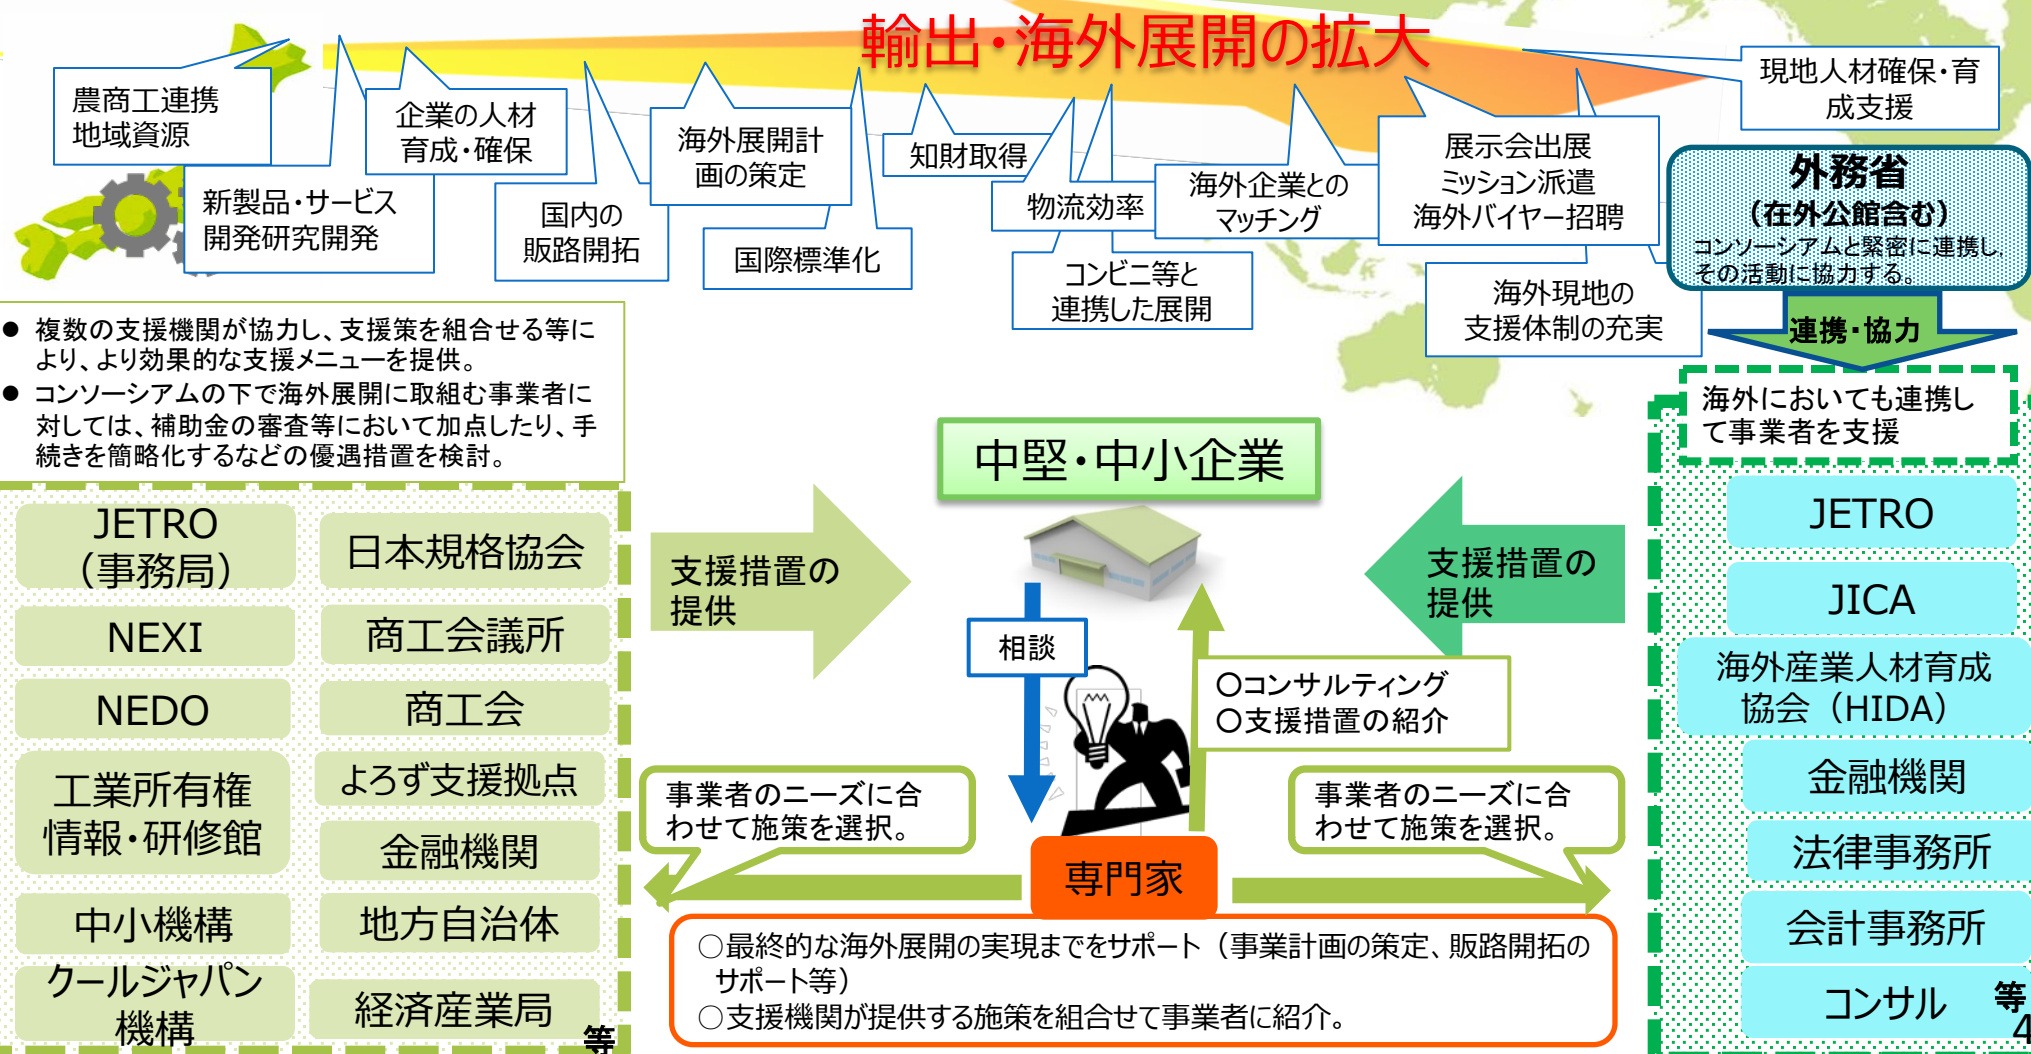 輸出・海外展開の拡大
農商工連携
地域資源
新製品・サービス
開発研究開発
企業の人材
育成・確保
国内の
販路開拓
海外展開計
画の策定
国際標準化
知財取得
物流効率
コンビニ等と
連携した展開
海外企業との
マッチング
展示会出展
ミッション派遣
海外バイヤー招聘
海外現地の
支援体制の充実
現地人材確保・育
成支援
外務省
（在外公館含む）
コンソーシアムと緊密に連携し,
その活動に協力する。
連携・協力
● 複数の支援機関が協力し、支援策を組合せる等に
より、より効果的な支援メニューを提供。
● コンソーシアムの下で海外展開に取組む事業者に
対しては、補助金の審査等において加点したり、手
続きを簡略化するなどの優遇措置を検討。
JETRO
（事務局）
NEXI
NEDO
工業所有権
情報・研修館
中小機構
クールジャパン
機構
日本規格協会
商工会議所
商工会
よろず支援拠点
金融機関
地方自治体
経済産業局
等
支援措置の
提供
中堅・中小企業
相談
○コンサルティング
○支援措置の紹介
支援措置の
提供
事業者のニーズに合
わせて施策を選択。
専門家
事業者のニーズに合
わせて施策を選択。
○最終的な海外展開の実現までをサポート（事業計画の策定、販路開拓の
サポート等）
○支援機関が提供する施策を組合せて事業者に紹介。
海外においても連携し
て事業者を支援
JETRO
JICA
海外産業人材育成
協会（HIDA）
金融機関
法律事務所
会計事務所
コンサル
等
4